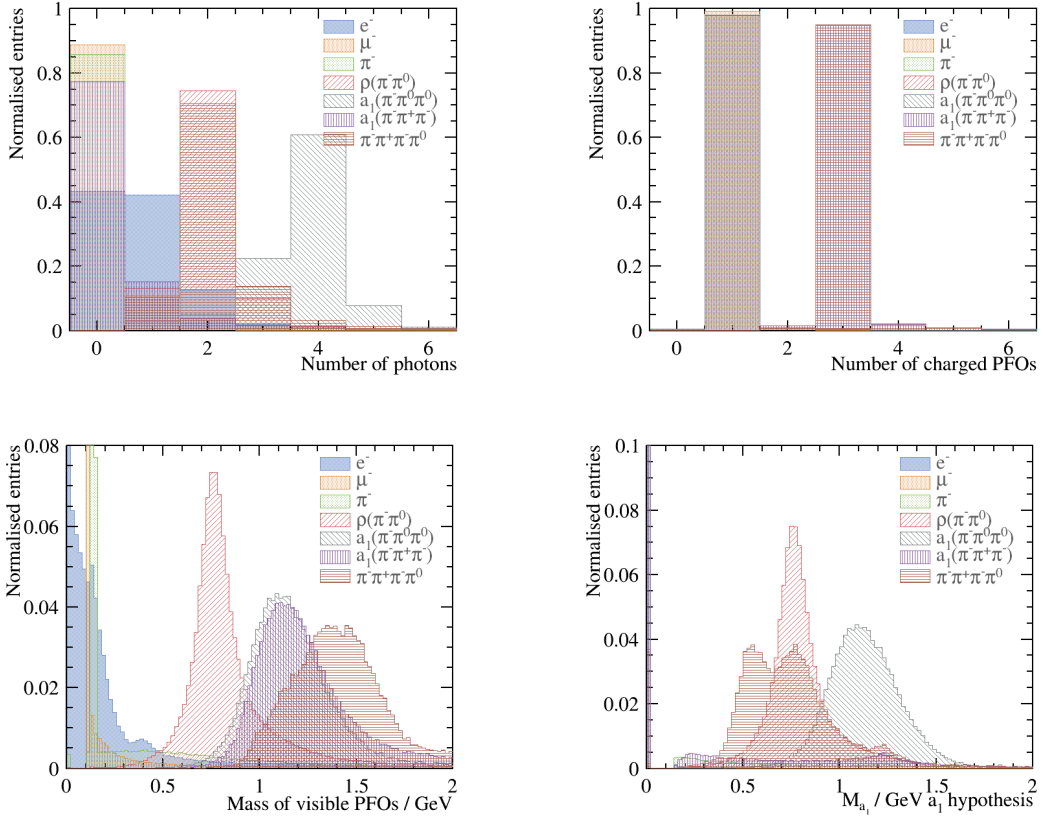 Normalised entries
1
0.8
0.6
0.4
0.2
0
0 2 4 6
Number of photons
e⁻
μ⁻
π⁻
ρ(π⁻π⁰)
a₁(π⁻π⁰π⁰)
a₁(π⁻π⁺π⁻)
π⁻π⁺π⁻π⁰
Normalised entries
1
0.8
0.6
0.4
0.2
0
0 2 4 6
Number of charged PFOs
e⁻
μ⁻
π⁻
ρ(π⁻π⁰)
a₁(π⁻π⁰π⁰)
a₁(π⁻π⁺π⁻)
π⁻π⁺π⁻π⁰
Normalised entries
0.08
0.06
0.04
0.02
0
0 0.5 1 1.5 2
Mass of visible PFOs / GeV
e⁻
μ⁻
π⁻
ρ(π⁻π⁰)
a₁(π⁻π⁰π⁰)
a₁(π⁻π⁺π⁻)
π⁻π⁺π⁻π⁰
Normalised entries
0.1
0.08
0.06
0.04
0.02
0
0 0.5 1 1.5 2
M_a₁ / GeV a₁ hypothesis
e⁻
μ⁻
π⁻
ρ(π⁻π⁰)
a₁(π⁻π⁰π⁰)
a₁(π⁻π⁺π⁻)
π⁻π⁺π⁻π⁰